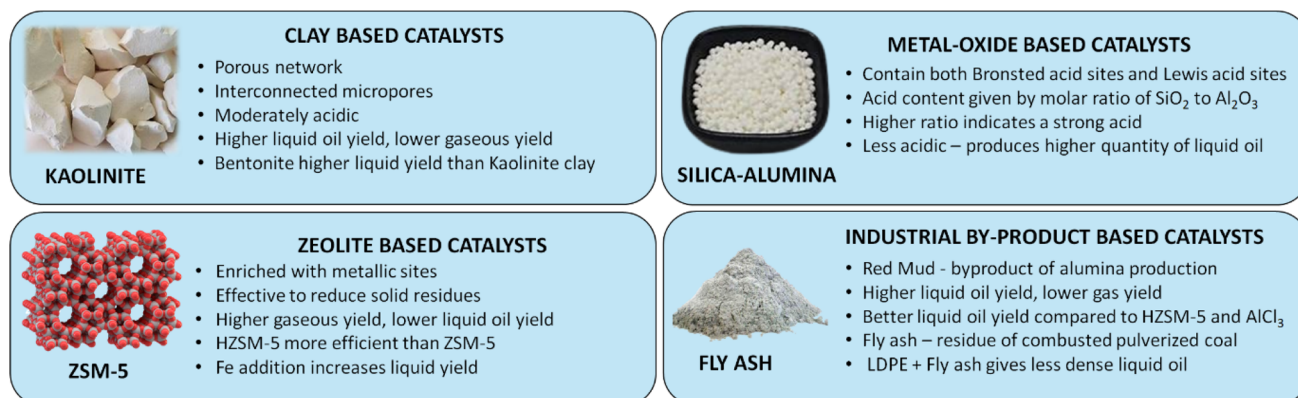 CLAY BASED CATALYSTS
• Porous network
• Interconnected micropores
• Moderately acidic
• Higher liquid oil yield, lower gaseous yield
• Bentonite higher liquid yield than Kaolinite clay
KAOLINITE
METAL-OXIDE BASED CATALYSTS
• Contain both Bronsted acid sites and Lewis acid sites
• Acid content given by molar ratio of SiO₂ to Al₂O₃
• Higher ratio indicates a strong acid
• Less acidic – produces higher quantity of liquid oil
SILICA-ALUMINA
ZEOLITE BASED CATALYSTS
• Enriched with metallic sites
• Effective to reduce solid residues
• Higher gaseous yield, lower liquid oil yield
• HZSM-5 more efficient than ZSM-5
• Fe addition increases liquid yield
ZSM-5
INDUSTRIAL BY-PRODUCT BASED CATALYSTS
• Red Mud - byproduct of alumina production
• Higher liquid oil yield, lower gas yield
• Better liquid oil yield compared to HZSM-5 and AlCl₃
• Fly ash – residue of combusted pulverized coal
• LDPE + Fly ash gives less dense liquid oil
FLY ASH